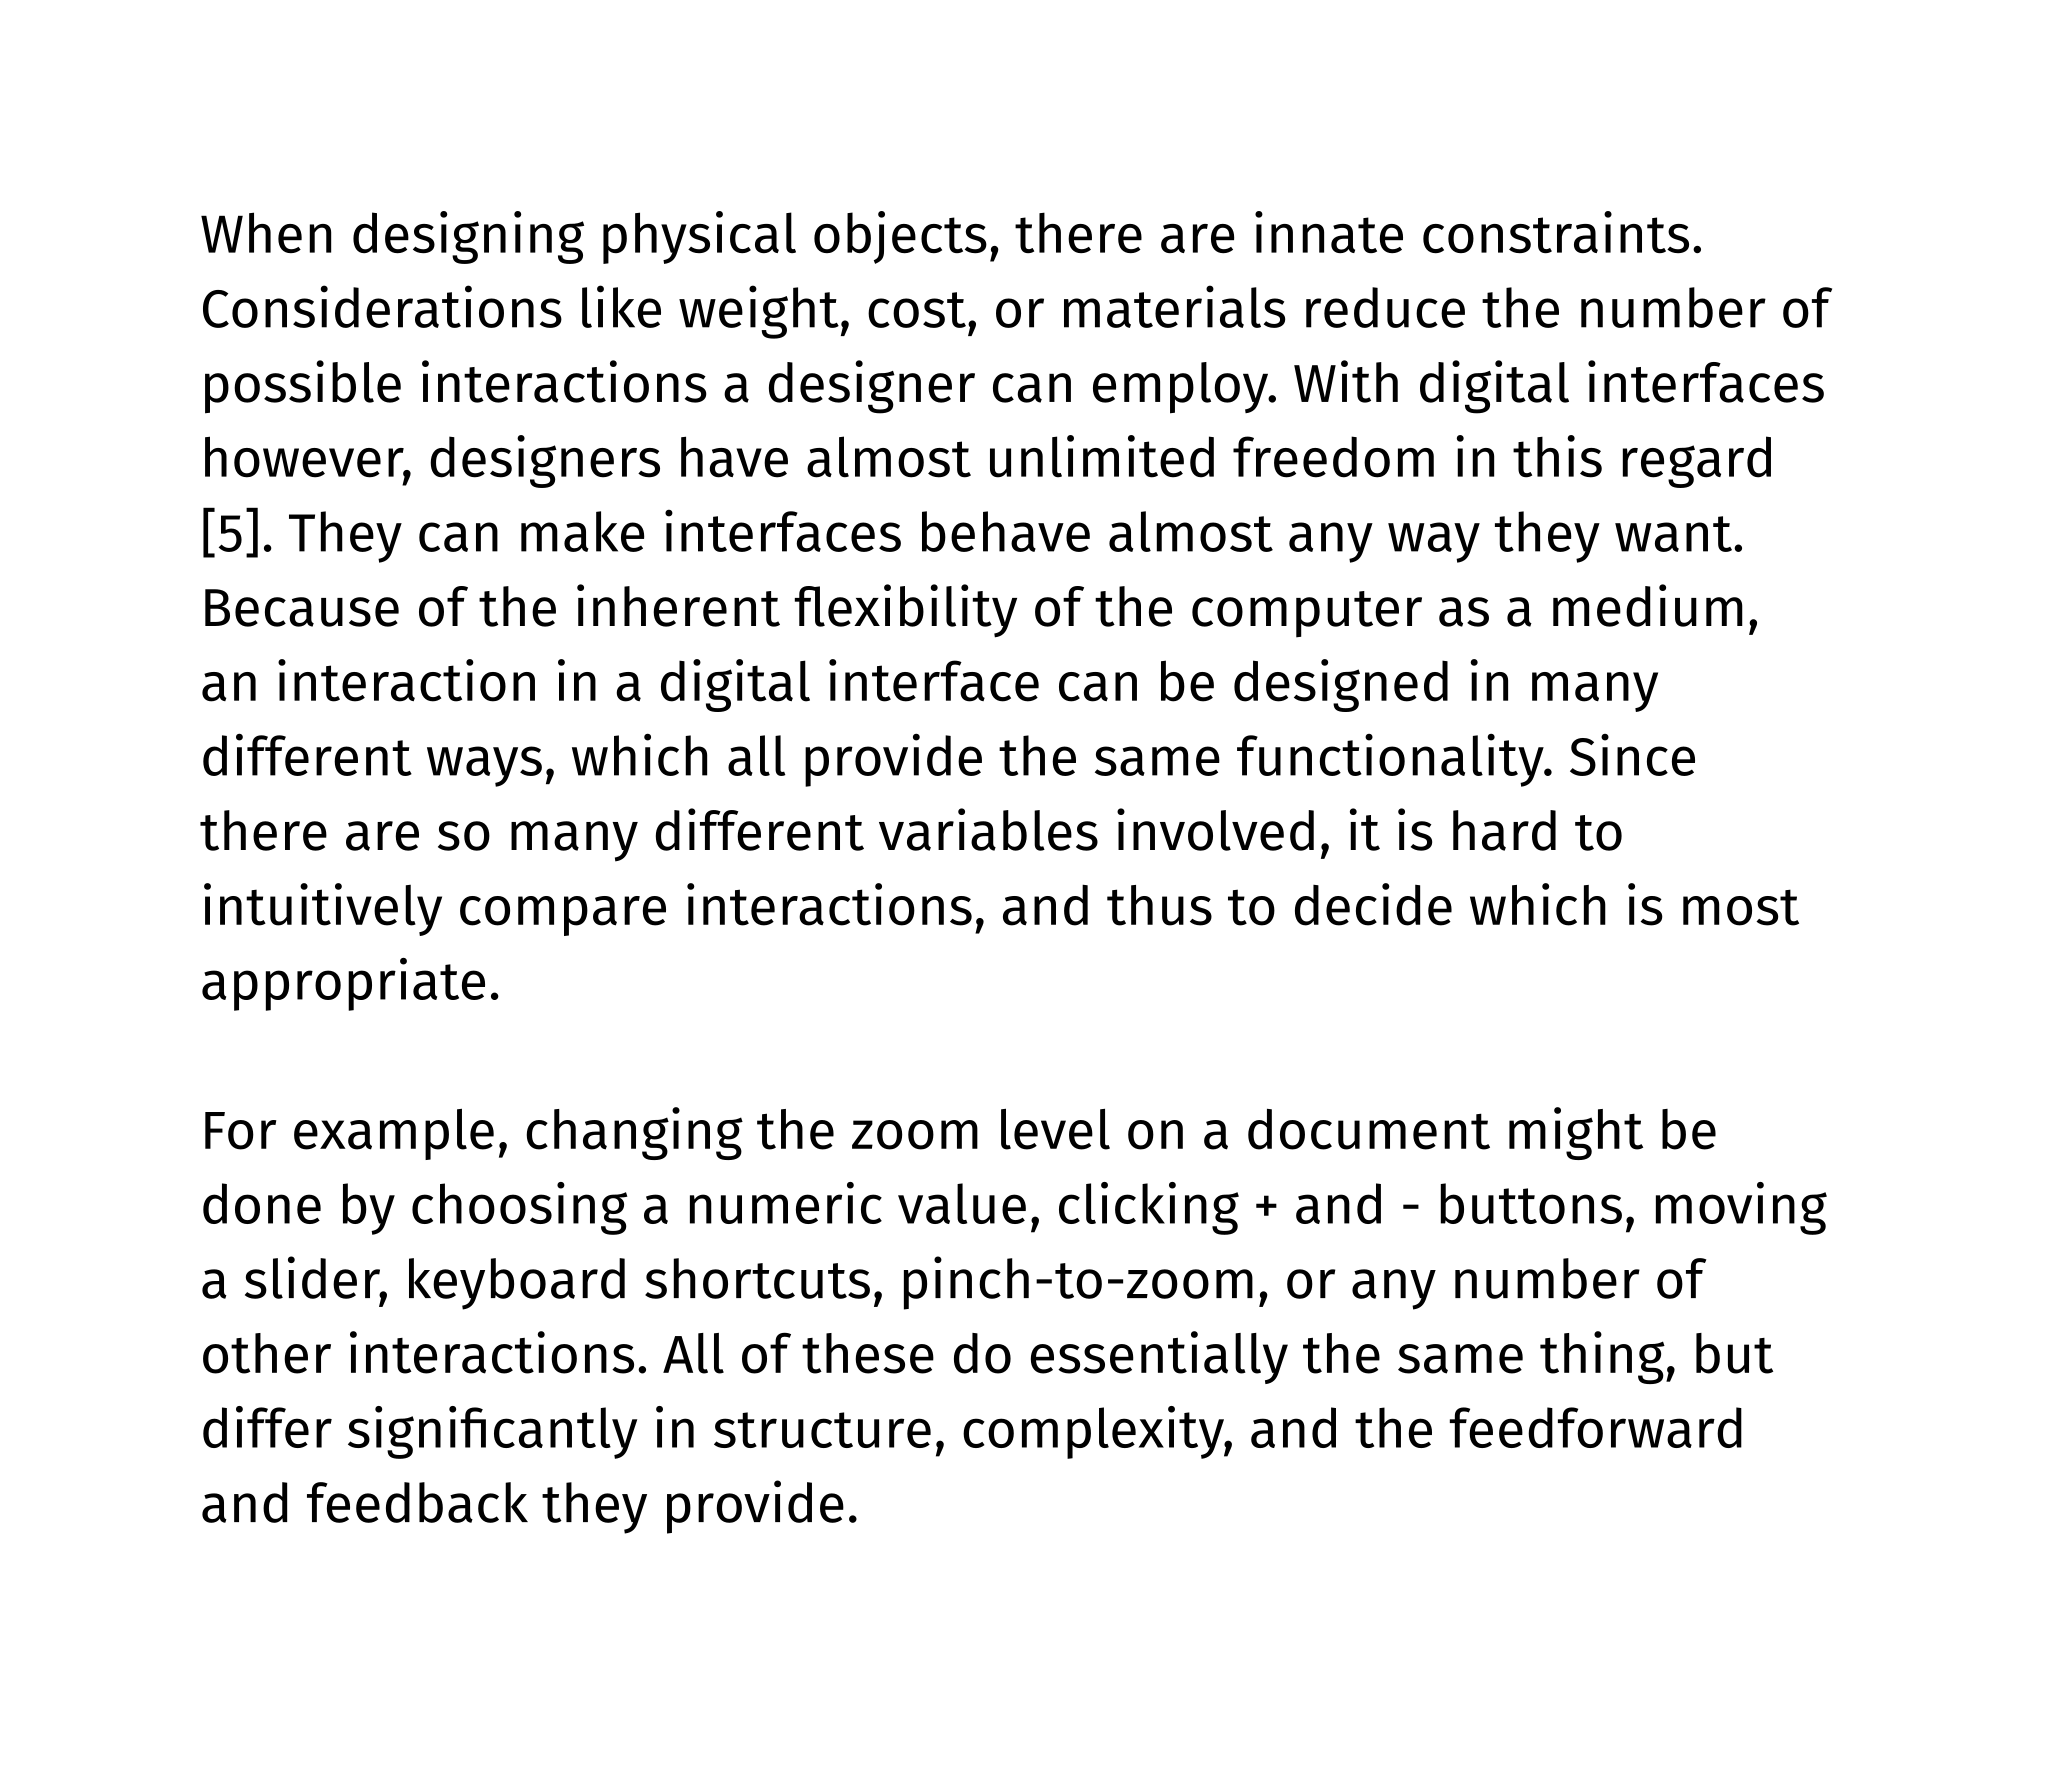 When designing physical objects, there are innate constraints.
Considerations like weight, cost, or materials reduce the number of
possible interactions a designer can employ. With digital interfaces
however, designers have almost unlimited freedom in this regard
[5]. They can make interfaces behave almost any way they want.
Because of the inherent flexibility of the computer as a medium,
an interaction in a digital interface can be designed in many
different ways, which all provide the same functionality. Since
there are so many different variables involved, it is hard to
intuitively compare interactions, and thus to decide which is most
appropriate.

For example, changing the zoom level on a document might be
done by choosing a numeric value, clicking + and - buttons, moving
a slider, keyboard shortcuts, pinch-to-zoom, or any number of
other interactions. All of these do essentially the same thing, but
differ significantly in structure, complexity, and the feedforward
and feedback they provide.